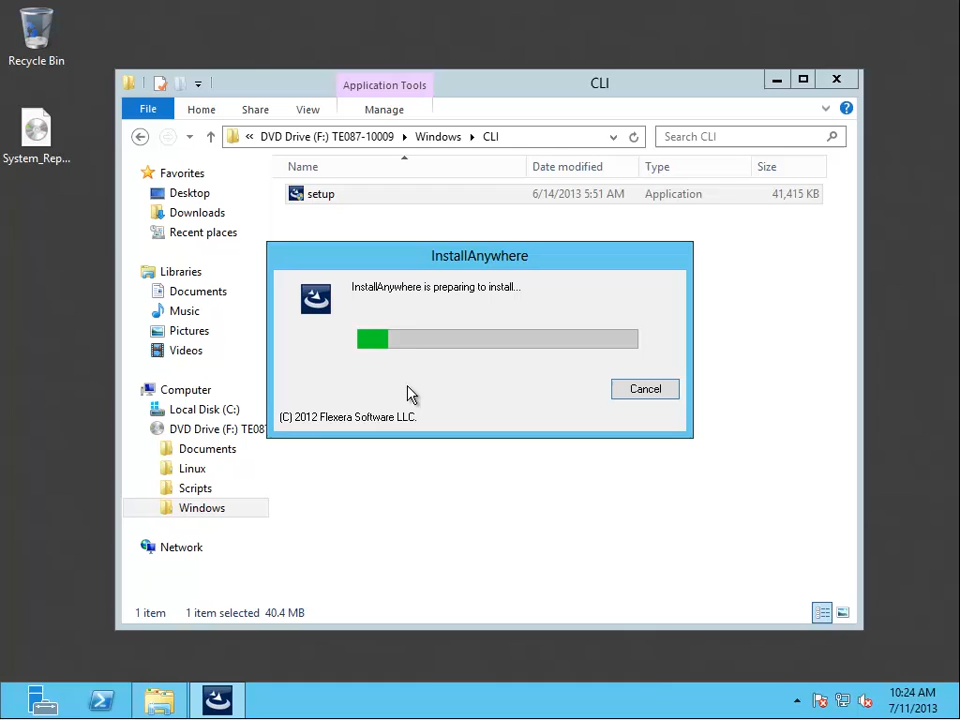 Recycle Bin
System_Rep...
Application Tools
CLI
File
Home
Share
View
Manage
« DVD Drive (F:) TE087-10009
Windows
CLI
Search CLI
Name
Date modified
Type
Size
setup
6/14/2013 5:51 AM
Application
41,415 KB
Favorites
Desktop
Downloads
Recent places
Libraries
Documents
Music
Pictures
Videos
Computer
Local Disk (C:)
DVD Drive (F:) TE087
Documents
Linux
Scripts
Windows
Network
InstallAnywhere
InstallAnywhere is preparing to install...
Cancel
(C) 2012 Flexera Software LLC.
1 item
1 item selected 40.4 MB
10:24 AM
7/11/2013